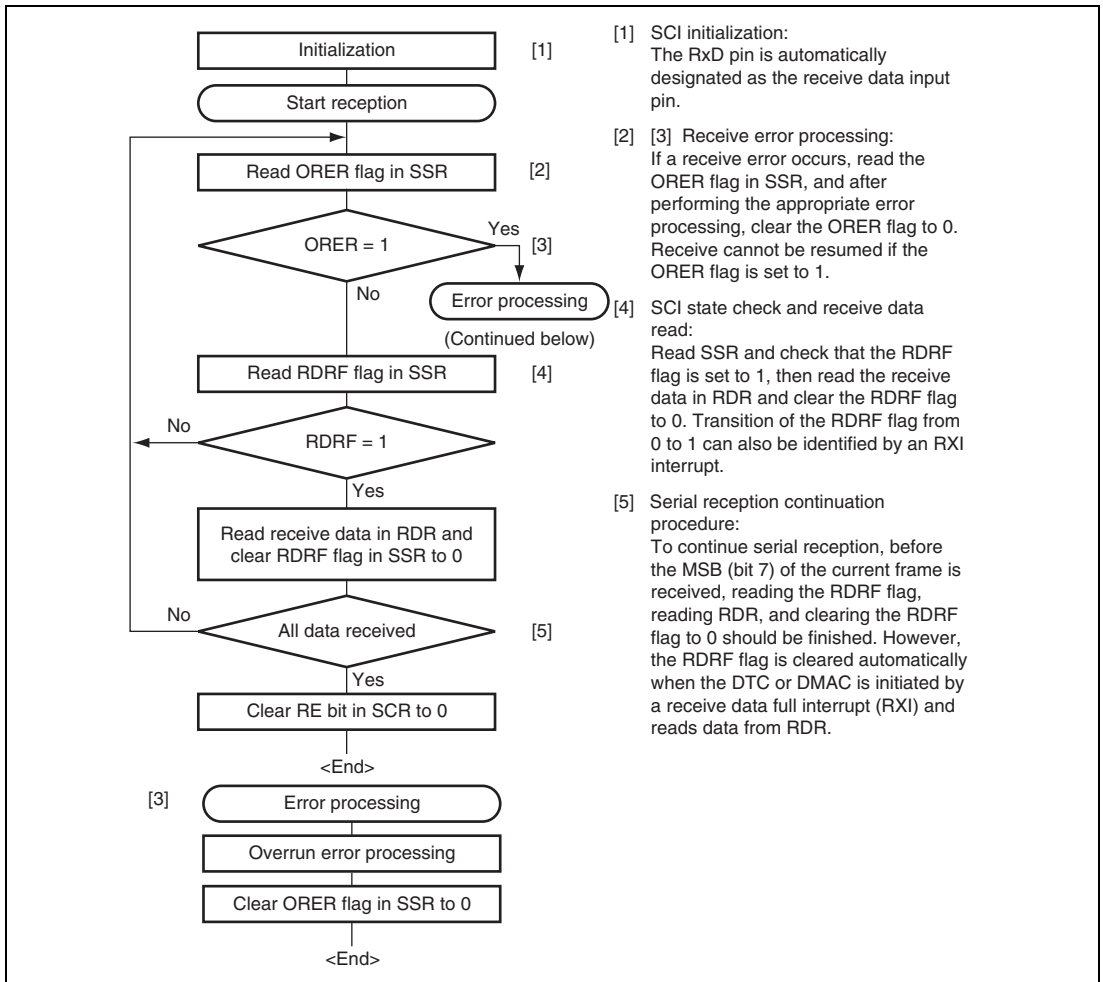 Initialization [1]
Start reception
Read ORER flag in SSR [2]
ORER = 1
Yes
[3]
No
Error processing
(Continued below)
Read RDRF flag in SSR [4]
No
RDRF = 1
Yes
Read receive data in RDR and
clear RDRF flag in SSR to 0
No
All data received [5]
Yes
Clear RE bit in SCR to 0
<End>
[3] Error processing
Overrun error processing
Clear ORER flag in SSR to 0
<End>
[1] SCI initialization:
The RxD pin is automatically
designated as the receive data input
pin.
[2] [3] Receive error processing:
If a receive error occurs, read the
ORER flag in SSR, and after
performing the appropriate error
processing, clear the ORER flag to 0.
Receive cannot be resumed if the
ORER flag is set to 1.
[4] SCI state check and receive data
read:
Read SSR and check that the RDRF
flag is set to 1, then read the receive
data in RDR and clear the RDRF flag
to 0. Transition of the RDRF flag from
0 to 1 can also be identified by an RXI
interrupt.
[5] Serial reception continuation
procedure:
To continue serial reception, before
the MSB (bit 7) of the current frame is
received, reading the RDRF flag,
reading RDR, and clearing the RDRF
flag to 0 should be finished. However,
the RDRF flag is cleared automatically
when the DTC or DMAC is initiated by
a receive data full interrupt (RXI) and
reads data from RDR.